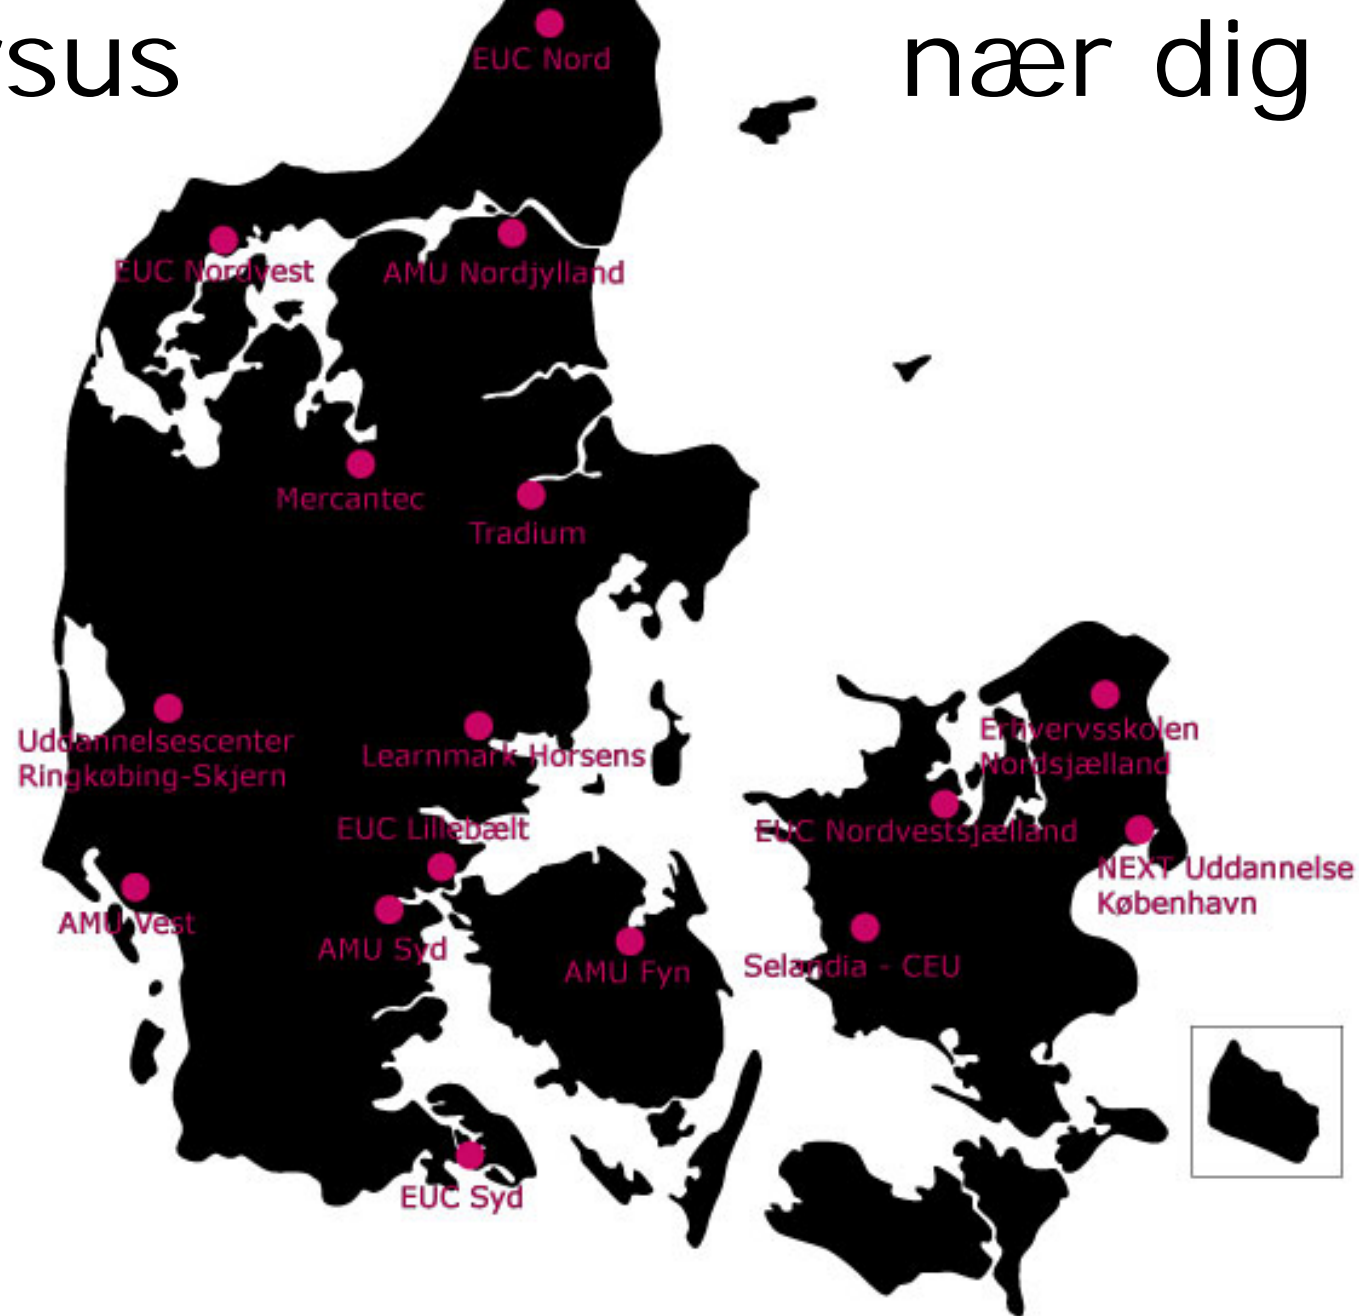 rsus nær dig
EUC Nord
EUC Nordvest
AMU Nordjylland
Mercantec
Tradium
Uddannelsescenter
Ringkøbing-Skjern
Learnmark Horsens
Erhvervsskolen
Nordsjælland
EUC Lillebælt
EUC Nordvestsjælland
NEXT Uddannelse
København
AMU Vest
AMU Syd
AMU Fyn
Selandia - CEU
EUC Syd